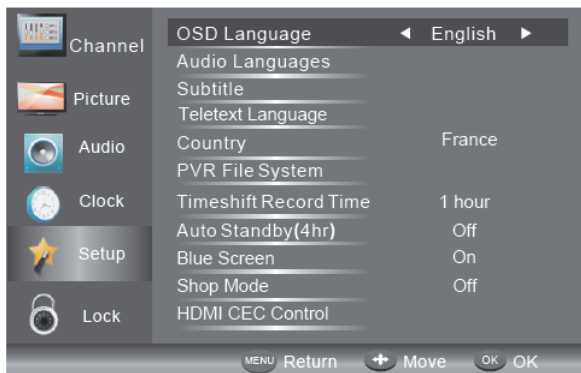 Channel
Picture
Audio
Clock
Setup
Lock
OSD Language English
Audio Languages
Subtitle
Teletext Language
Country France
PVR File System
Timeshift Record Time 1 hour
Auto Standby(4hr) Off
Blue Screen On
Shop Mode Off
HDMI CEC Control
MENU Return Move OK OK